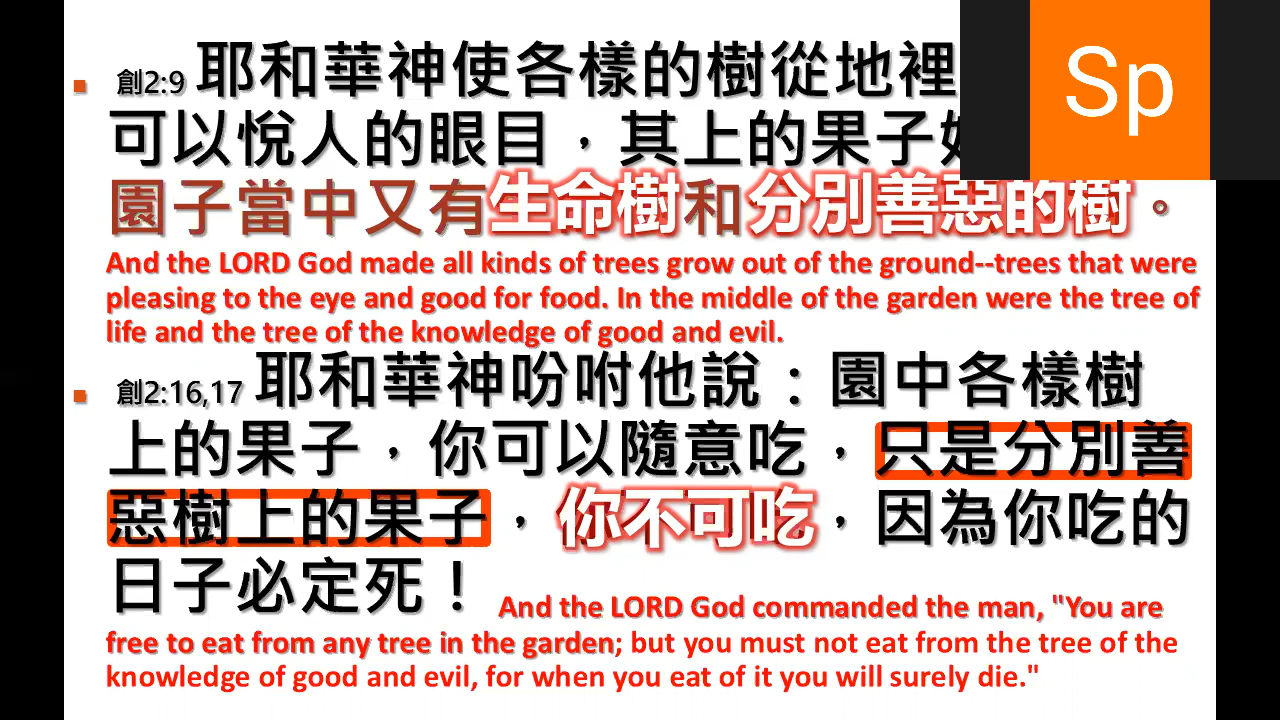 Sp
創2:9 耶和華神使各樣的樹從地裡
可以悅人的眼目，其上的果子
園子當中又有生命樹和分別善惡的樹。
And the LORD God made all kinds of trees grow out of the ground--trees that were
pleasing to the eye and good for food. In the middle of the garden were the tree of
life and the tree of the knowledge of good and evil.
創2:16,17 耶和華神吩咐他說：園中各樣樹
上的果子，你可以隨意吃，只是分別善
惡樹上的果子，你不可吃，因為你吃的
日子必定死！ And the LORD God commanded the man, "You are
free to eat from any tree in the garden; but you must not eat from the tree of the
knowledge of good and evil, for when you eat of it you will surely die."